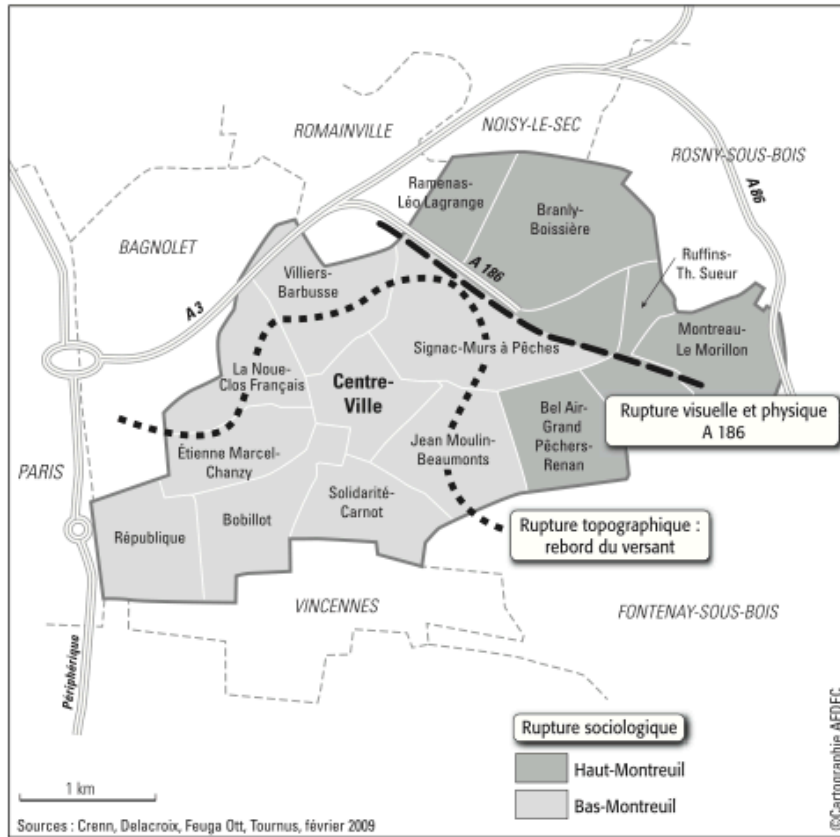 ROMAINVILLE
NOISY-LE-SEC
ROSNY-SOUS-BOIS
A 86
Ramenas-
Léo Lagrange
Branly-
Boissière
BAGNOLET
Villiers-
Barbusse
A 186
Ruffins-
Th. Sueur
A3
Signac-Murs à Pêches
Montreau-
Le Morillon
La Noue-
Clos Français
Centre-
Ville
Bel Air-
Grand
Pêchers-
Renan
Rupture visuelle et physique
A 186
Étienne Marcel-
Chanzy
Jean Moulin-
Beaumonts
PARIS
Solidarité-
Carnot
République
Bobillot
Rupture topographique :
rebord du versant
VINCENNES
FONTENAY-SOUS-BOIS
Périphérique
Rupture sociologique
Haut-Montreuil
Bas-Montreuil
1 km
Sources : Crenn, Delacroix, Feuga Ott, Tournus, février 2009
©Cartographie AFDEC